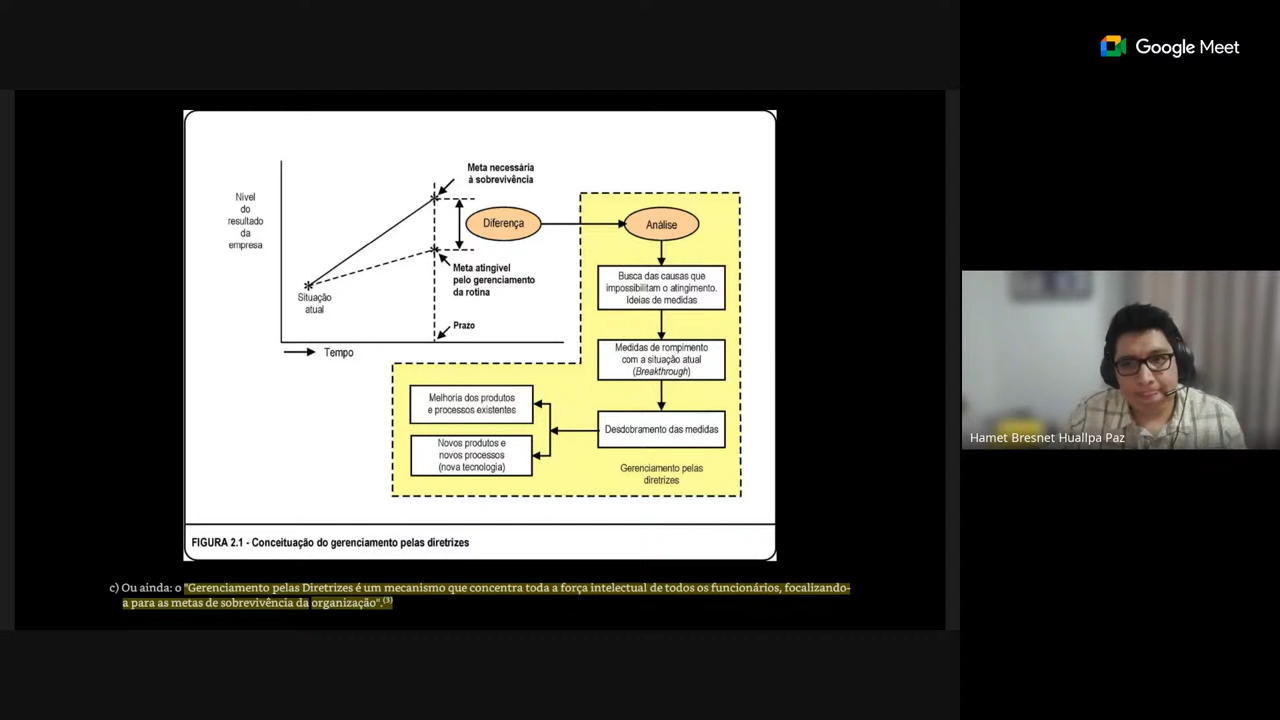 Google Meet
Meta necessária
à sobrevivência
Nível
do
resultado
da
empresa
Diferença
Análise
Meta atingível
pelo gerenciamento
da rotina
Situação
atual
Prazo
Tempo
Busca das causas que
impossibilitam o atingimento.
Ideias de medidas
Medidas de rompimento
com a situação atual
(Breakthrough)
Desdobramento das medidas
Melhoria dos produtos
e processos existentes
Novos produtos e
novos processos
(nova tecnologia)
Gerenciamento pelas
diretrizes
FIGURA 2.1 - Conceituação do gerenciamento pelas diretrizes
c) Ou ainda: o "Gerenciamento pelas Diretrizes é um mecanismo que concentra toda a força intelectual de todos os funcionários, focalizando-
a para as metas de sobrevivência da organização".(3)
Hamet Bresnet Huallpa Paz